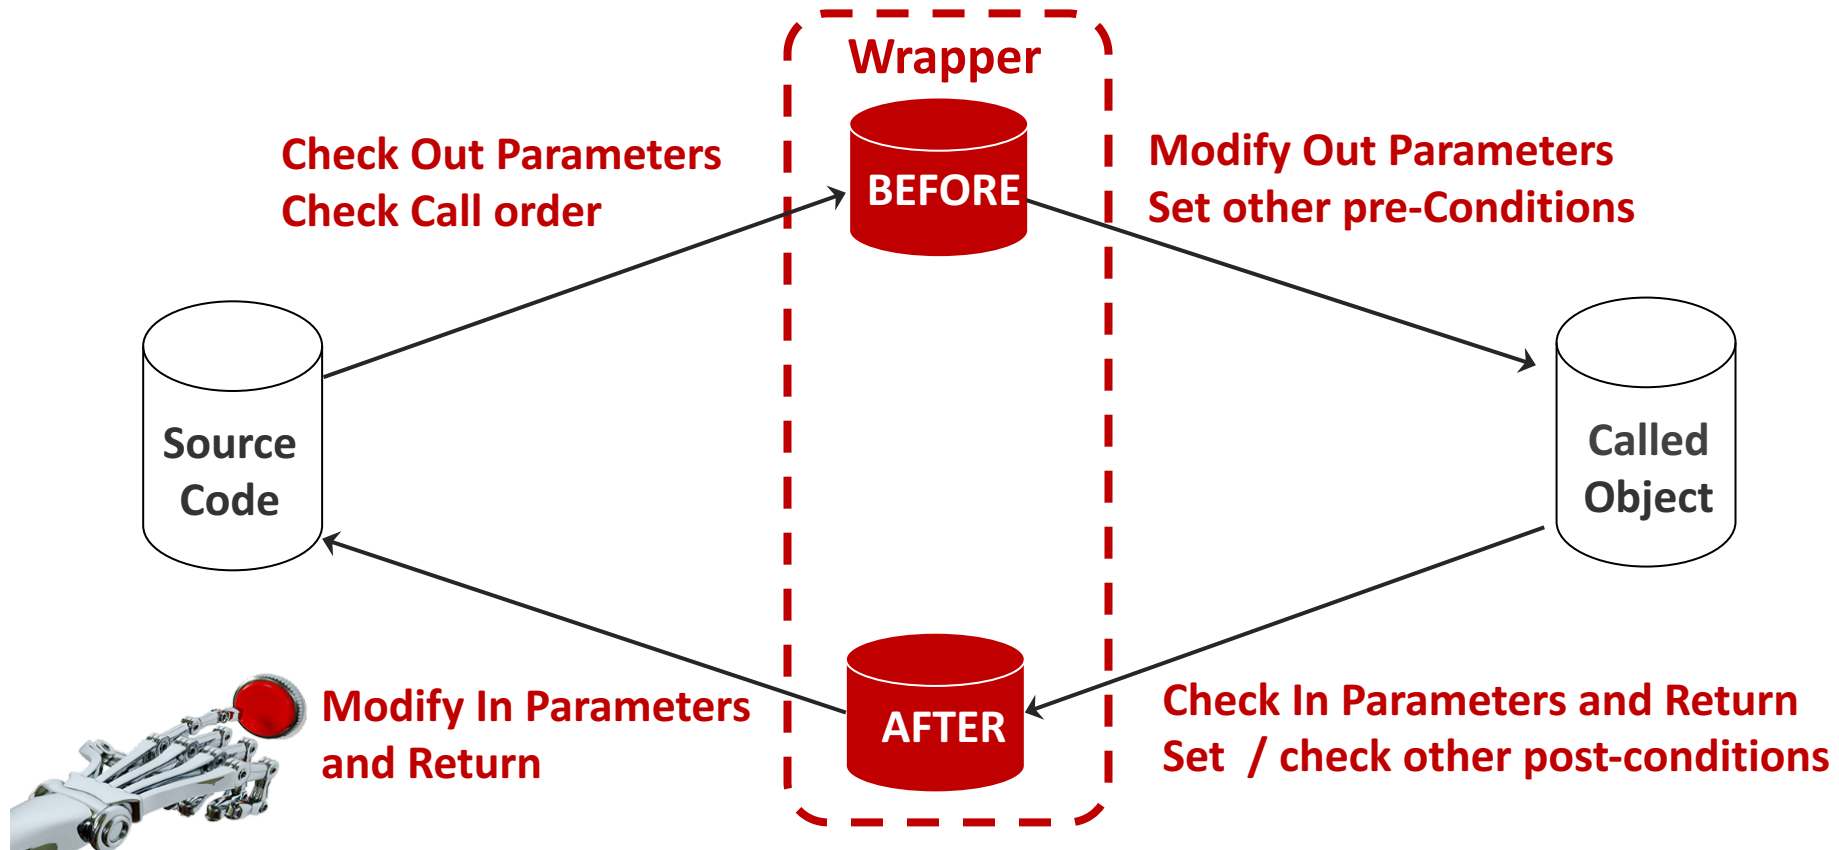 Wrapper
Check Out Parameters
Check Call order
BEFORE
Modify Out Parameters
Set other pre-Conditions
Source
Code
Called
Object
Modify In Parameters
and Return
AFTER
Check In Parameters and Return
Set / check other post-conditions